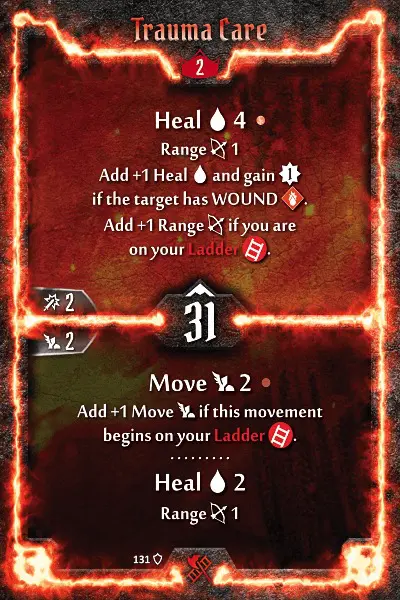 Trauma Care
2
Heal 4
Range 1
Add +1 Heal and gain 1
if the target has WOUND .
Add +1 Range if you are
on your Ladder .
2
31
2
Move 2
Add +1 Move if this movement
begins on your Ladder .
Heal 2
Range 1
131